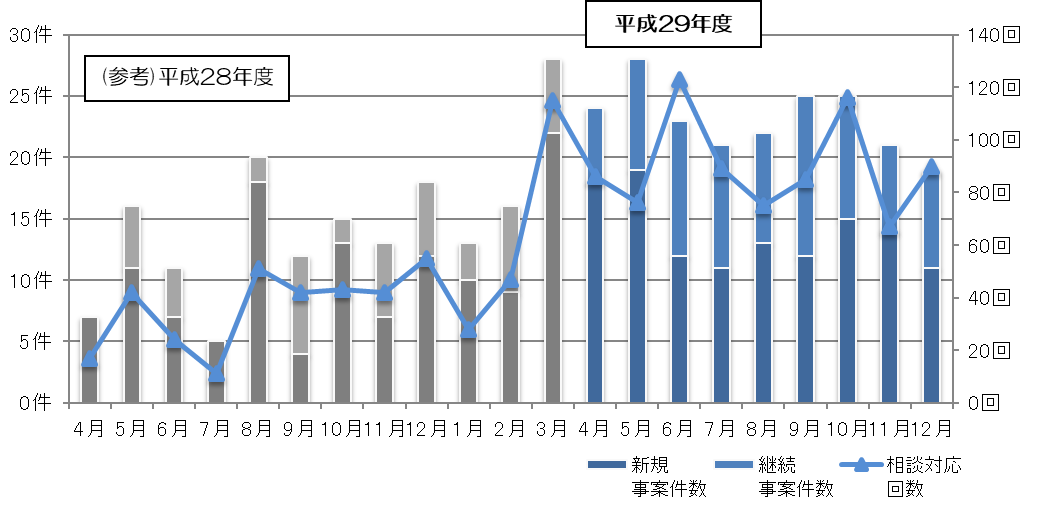 平成29年度
(参考)平成28年度
30件
25件
20件
15件
10件
5件
0件
140回
120回
100回
80回
60回
40回
20回
0回
4月 5月 6月 7月 8月 9月 10月 11月 12月 1月 2月 3月 4月 5月 6月 7月 8月 9月 10月 11月 12月
新規
事案件数
継続
事案件数
相談対応
回数